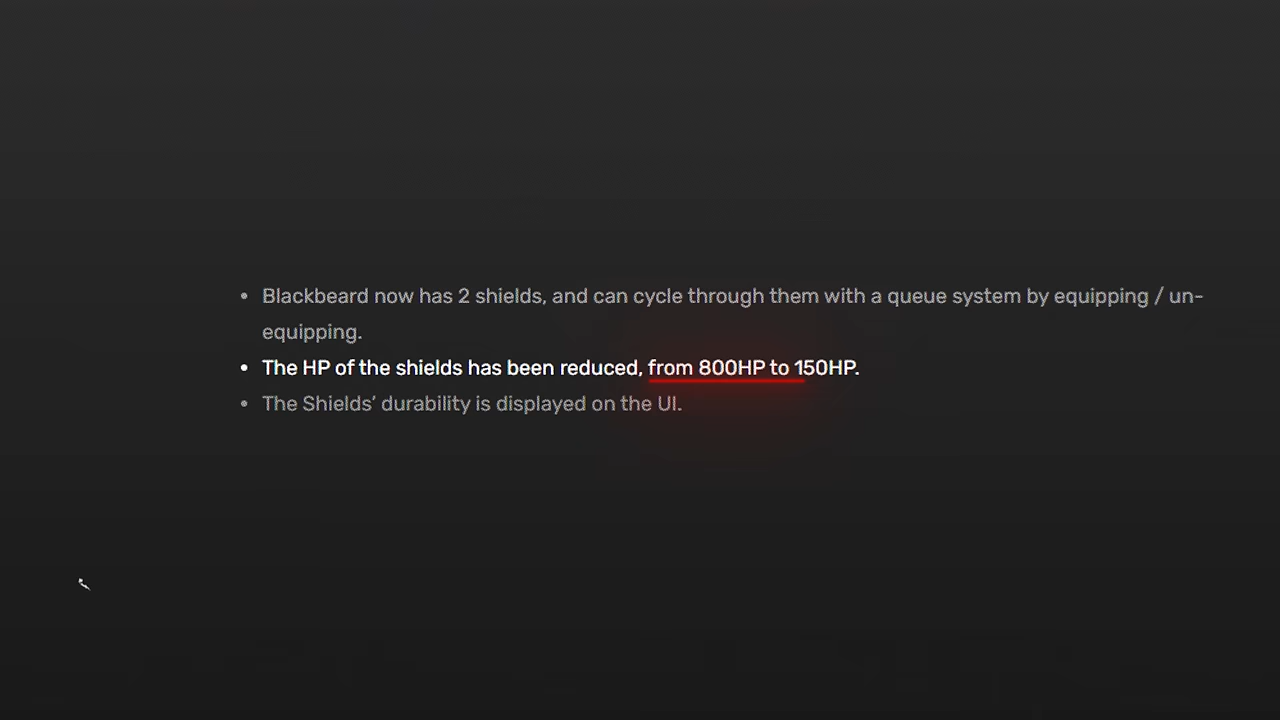 • Blackbeard now has 2 shields, and can cycle through them with a queue system by equipping / un-
equipping.
• The HP of the shields has been reduced, from 800HP to 150HP.
• The Shields’ durability is displayed on the UI.